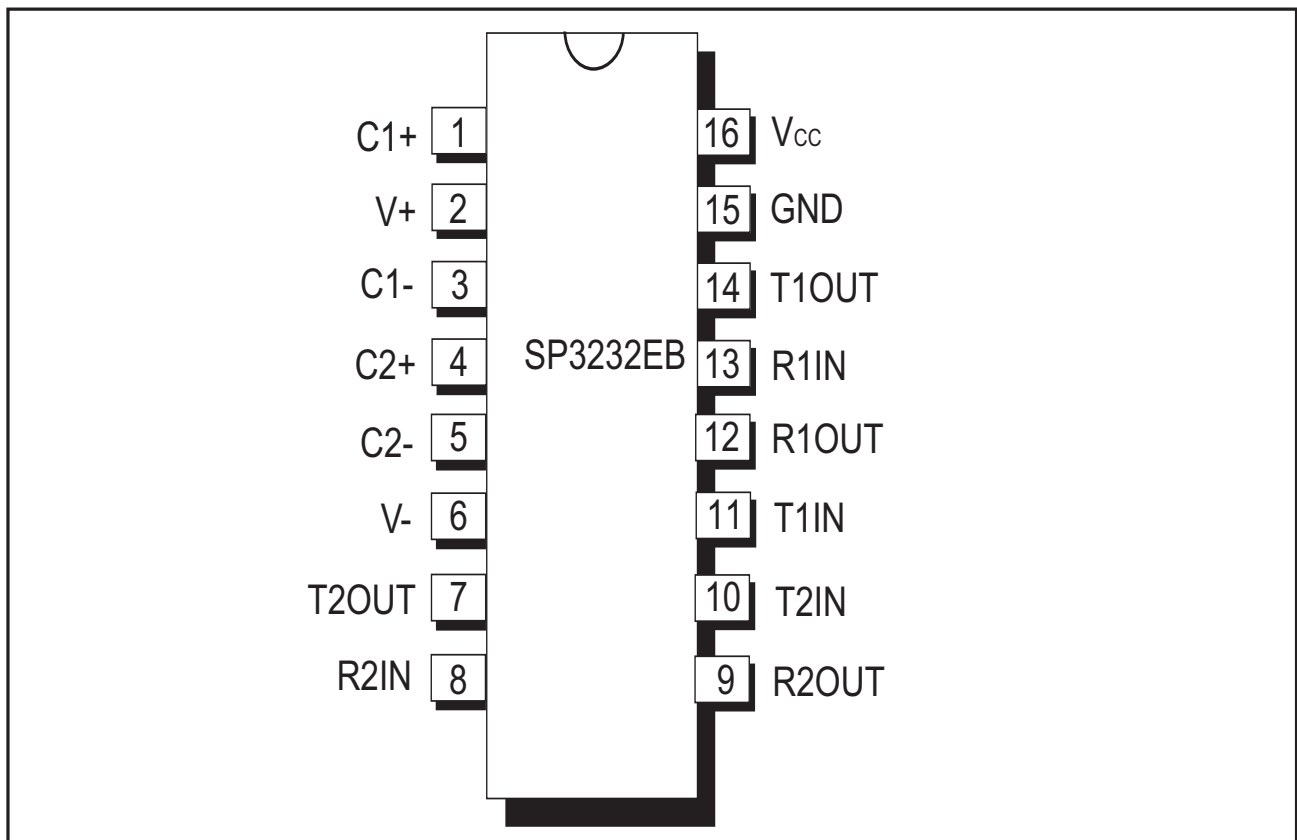 C1+ 1 16 Vcc
V+ 2 15 GND
C1- 3 14 T1OUT
C2+ 4 SP3232EB 13 R1IN
C2- 5 12 R1OUT
V- 6 11 T1IN
T2OUT 7 10 T2IN
R2IN 8 9 R2OUT